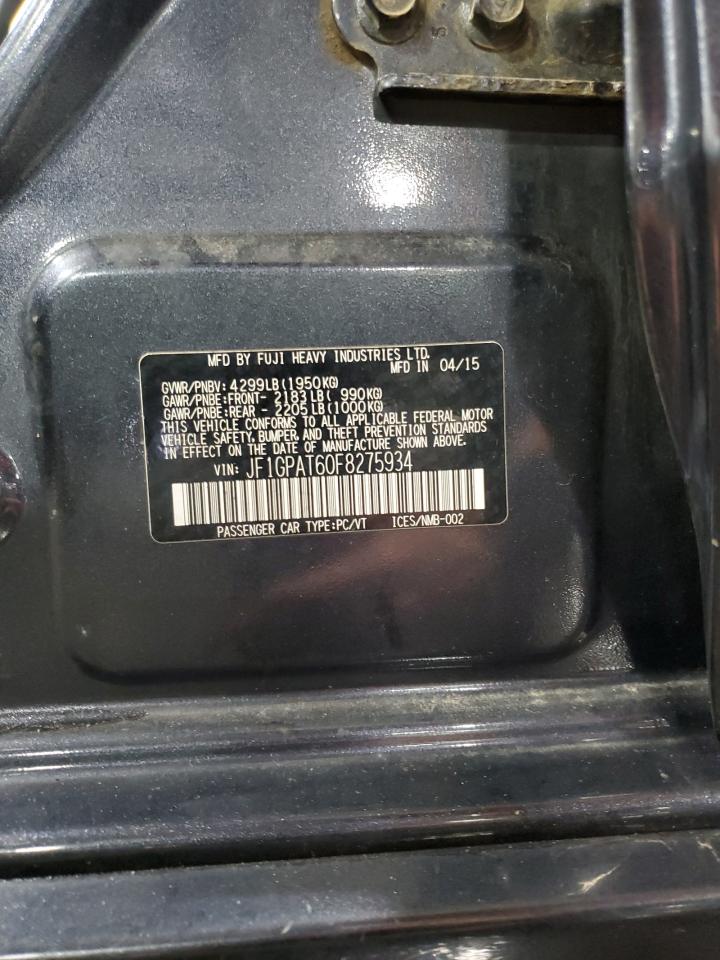 MFD BY FUJI HEAVY INDUSTRIES LTD.
MFD IN 04/15
GVWR/PNBV: 4299LB(1950KG)
GAWR/PNBE:FRONT- 2183LB( 990KG)
GAWR/PNBE:REAR - 2205LB(1000KG)
THIS VEHICLE CONFORMS TO ALL APPLICABLE FEDERAL MOTOR
VEHICLE SAFETY, BUMPER, AND THEFT PREVENTION STANDARDS
IN EFFECT ON THE DATE OF MANUFACTURE SHOWN ABOVE.
VIN: JF1GPAT60F8275934
PASSENGER CAR TYPE:PC/VT ICES/NMB-002